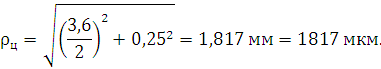 ρц = √((3,6/2)² + 0,25²) = 1,817 мм = 1817 мкм.